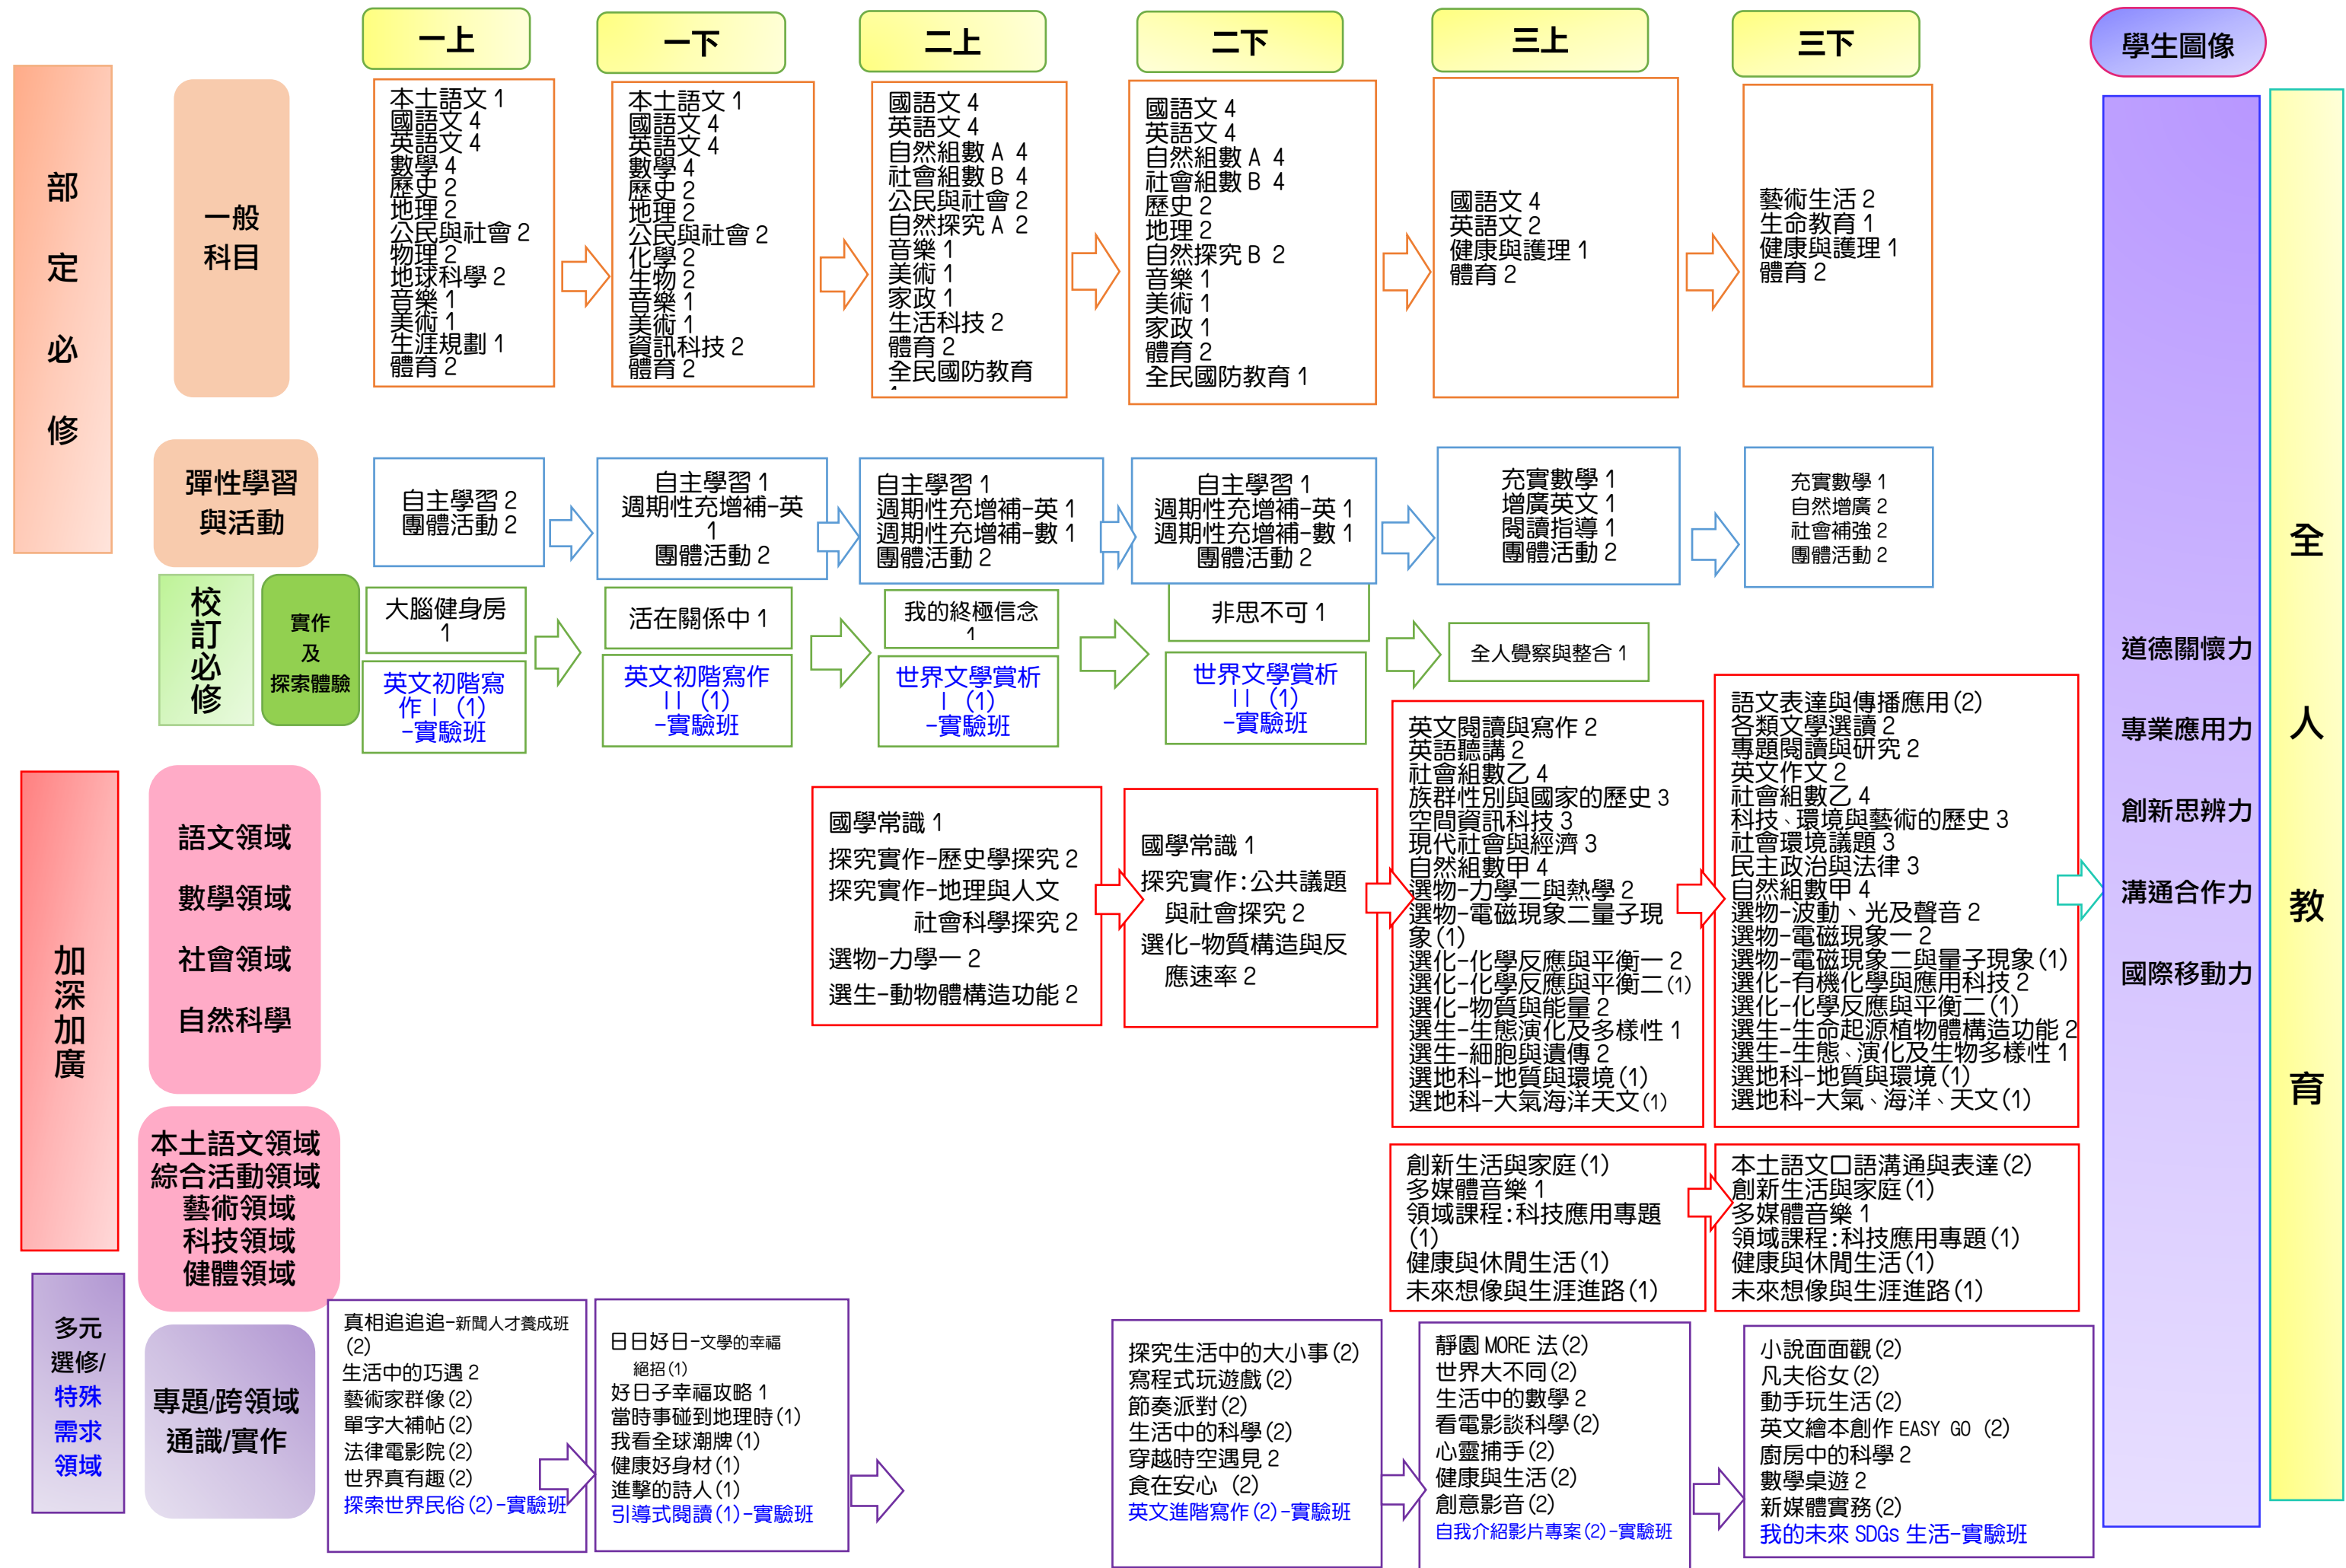 一上
一下
二上
二下
三上
三下
學生圖像
部
定
必
修
一般
科目
本土語文 1
國語文 4
英語文 4
數學 4
歷史 2
地理 2
公民與社會 2
物理 2
地球科學 2
音樂 1
美術 1
生涯規劃 1
體育 2
本土語文 1
國語文 4
英語文 4
數學 4
歷史 2
地理 2
公民與社會 2
化學 2
生物 2
音樂 1
美術 1
資訊科技 2
體育 2
國語文 4
英語文 4
自然組數 A 4
社會組數 B 4
公民與社會 2
自然探究 A 2
音樂 1
美術 1
家政 1
生活科技 2
體育 2
全民國防教育
國語文 4
英語文 4
自然組數 A 4
社會組數 B 4
歷史 2
地理 2
自然探究 B 2
音樂 1
美術 1
家政 1
體育 2
全民國防教育 1
國語文 4
英語文 2
健康與護理 1
體育 2
藝術生活 2
生命教育 1
健康與護理 1
體育 2
彈性學習
與活動
自主學習 2
團體活動 2
自主學習 1
週期性充增補-英
1
團體活動 2
自主學習 1
週期性充增補-英 1
週期性充增補-數 1
團體活動 2
自主學習 1
週期性充增補-英 1
週期性充增補-數 1
團體活動 2
充實數學 1
增廣英文 1
閱讀指導 1
團體活動 2
充實數學 1
自然增廣 2
社會補強 2
團體活動 2
校
訂
必
修
實作
及
探索體驗
大腦健身房
1
英文初階寫
作 I (1)
-實驗班
活在關係中 1
英文初階寫作
II (1)
-實驗班
我的終極信念
1
世界文學賞析
I (1)
-實驗班
非思不可 1
世界文學賞析
II (1)
-實驗班
全人覺察與整合 1
加
深
加
廣
語文領域
數學領域
社會領域
自然科學
國學常識 1
探究實作-歷史學探究 2
探究實作-地理與人文
社會科學探究 2
選物-力學一 2
選生-動物體構造功能 2
國學常識 1
探究實作:公共議題
與社會探究 2
選化-物質構造與反
應速率 2
英文閱讀與寫作 2
英語聽講 2
社會組數乙 4
族群性別與國家的歷史 3
空間資訊科技 3
現代社會與經濟 3
自然組數甲 4
選物-力學二與熱學 2
選物-電磁現象二量子現
象(1)
選化-化學反應與平衡一 2
選化-化學反應與平衡二(1)
選化-物質與能量 2
選生-生態演化及多樣性 1
選生-細胞與遺傳 2
選地科-地質與環境(1)
選地科-大氣海洋天文(1)
語文表達與傳播應用(2)
各類文學選讀 2
專題閱讀與研究 2
英文作文 2
社會組數乙 4
科技、環境與藝術的歷史 3
社會環境議題 3
民主政治與法律 3
自然組數甲 4
選物-波動、光及聲音 2
選物-電磁現象一 2
選物-電磁現象二與量子現象(1)
選化-有機化學與應用科技 2
選化-化學反應與平衡二(1)
選生-生命起源植物體構造功能 2
選生-生態、演化及生物多樣性 1
選地科-地質與環境(1)
選地科-大氣、海洋、天文(1)
本土語文領域
綜合活動領域
藝術領域
科技領域
健體領域
創新生活與家庭(1)
多媒體音樂 1
領域課程:科技應用專題
(1)
健康與休閒生活(1)
未來想像與生涯進路(1)
本土語文口語溝通與表達(2)
創新生活與家庭(1)
多媒體音樂 1
領域課程:科技應用專題(1)
健康與休閒生活(1)
未來想像與生涯進路(1)
多元
選修/
特殊
需求
領域
專題/跨領域
通識/實作
真相追追追-新聞人才養成班
(2)
生活中的巧遇 2
藝術家群像(2)
單字大補帖(2)
法律電影院(2)
世界真有趣(2)
探索世界民俗(2)-實驗班
日日好日-文學的幸福
絕招(1)
好日子幸福攻略 1
當時事碰到地理時(1)
我看全球潮牌(1)
健康好身材(1)
進擊的詩人(1)
引導式閱讀(1)-實驗班
探究生活中的大小事(2)
寫程式玩遊戲(2)
節奏派對(2)
生活中的科學(2)
穿越時空遇見 2
食在安心 (2)
英文進階寫作(2)-實驗班
靜園 MORE 法(2)
世界大不同(2)
生活中的數學 2
看電影談科學(2)
心靈捕手(2)
健康與生活(2)
創意影音(2)
自我介紹影片專案(2)-實驗班
小說面面觀(2)
凡夫俗女(2)
動手玩生活(2)
英文繪本創作 EASY GO (2)
廚房中的科學 2
數學桌遊 2
新媒體實務(2)
我的未來 SDGs 生活-實驗班
道德關懷力
專業應用力
創新思辨力
溝通合作力
國際移動力
全
人
教
育